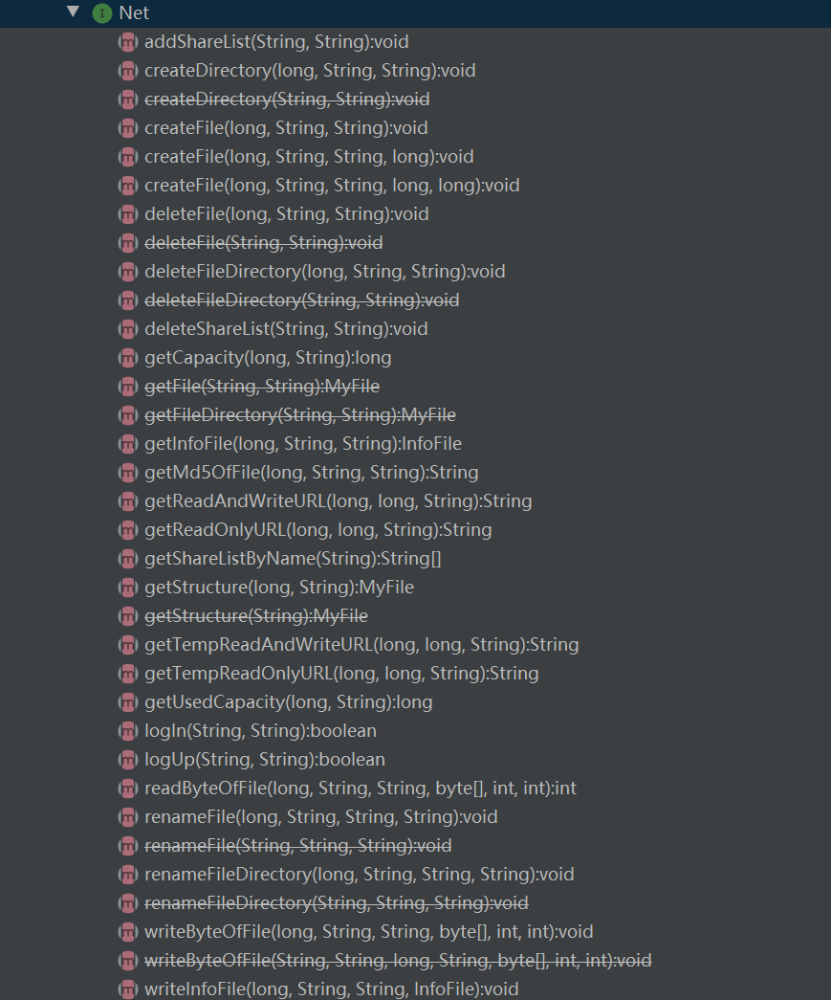 Net
addShareList(String, String):void
createDirectory(long, String, String):void
createDirectory(String, String):void
createFile(long, String, String):void
createFile(long, String, String, long):void
createFile(long, String, String, long, long):void
deleteFile(long, String, String):void
deleteFile(String, String):void
deleteFileDirectory(long, String, String):void
deleteFileDirectory(String, String):void
deleteShareList(String, String):void
getCapacity(long, String):long
getFile(String, String):MyFile
getFileDirectory(String, String):MyFile
getInfoFile(long, String, String):InfoFile
getMd5OfFile(long, String, String):String
getReadAndWriteURL(long, long, String):String
getReadOnlyURL(long, long, String):String
getShareListByName(String):String[]
getStructure(long, String):MyFile
getStructure(String):MyFile
getTempReadAndWriteURL(long, long, String):String
getTempReadOnlyURL(long, long, String):String
getUsedCapacity(long, String):long
logIn(String, String):boolean
logUp(String, String):boolean
readByteOfFile(long, String, String, byte[], int, int):int
renameFile(long, String, String, String):void
renameFile(String, String, String):void
renameFileDirectory(long, String, String, String):void
renameFileDirectory(String, String, String):void
writeByteOfFile(long, String, String, byte[], int, int):void
writeByteOfFile(String, String, long, String, byte[], int, int):void
writeInfoFile(long, String, String, InfoFile):void